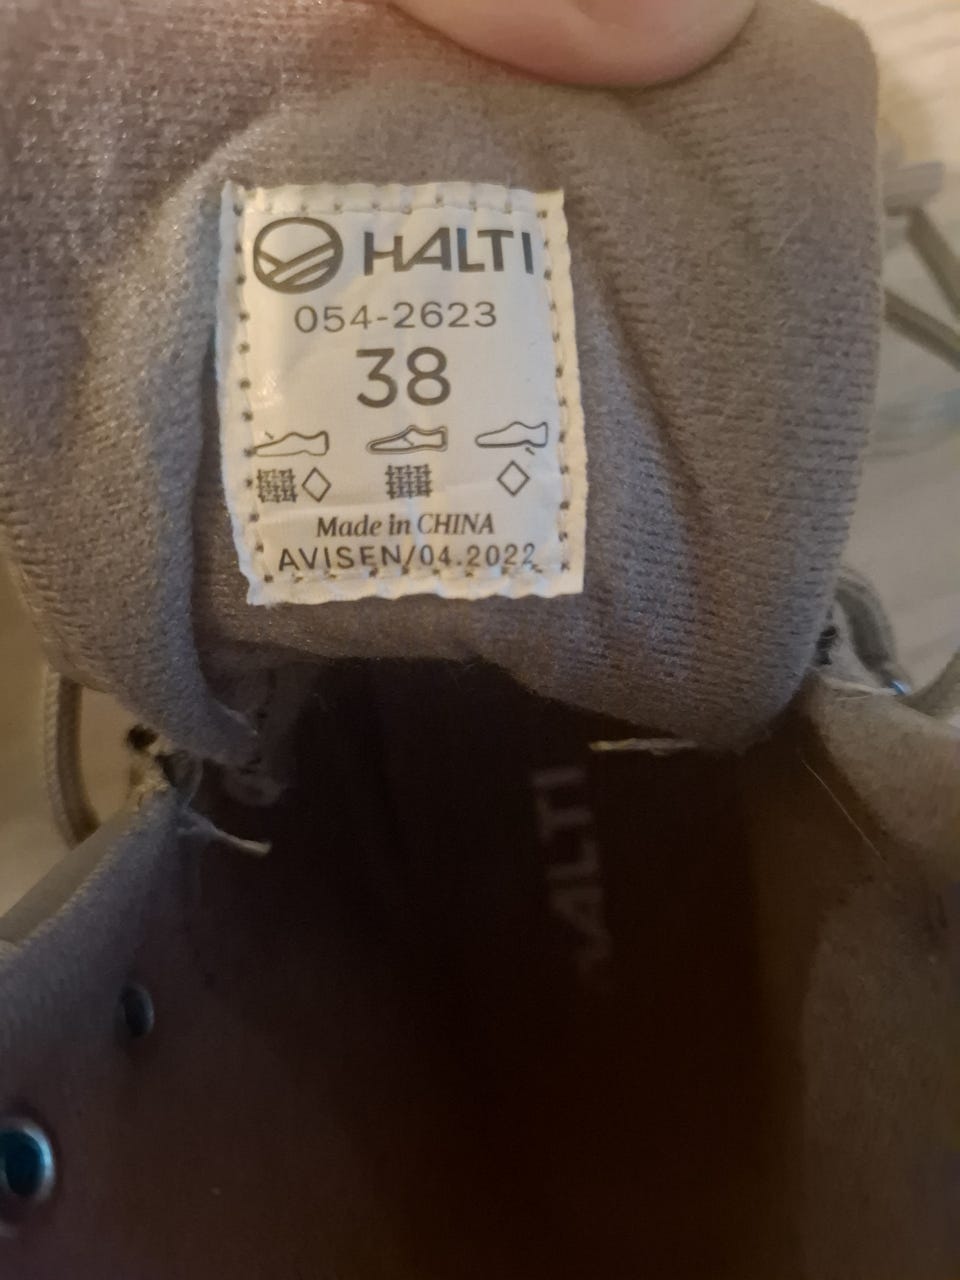 HALTI
054-2623
38
Made in CHINA
AVISEN/04.2022
HALTI